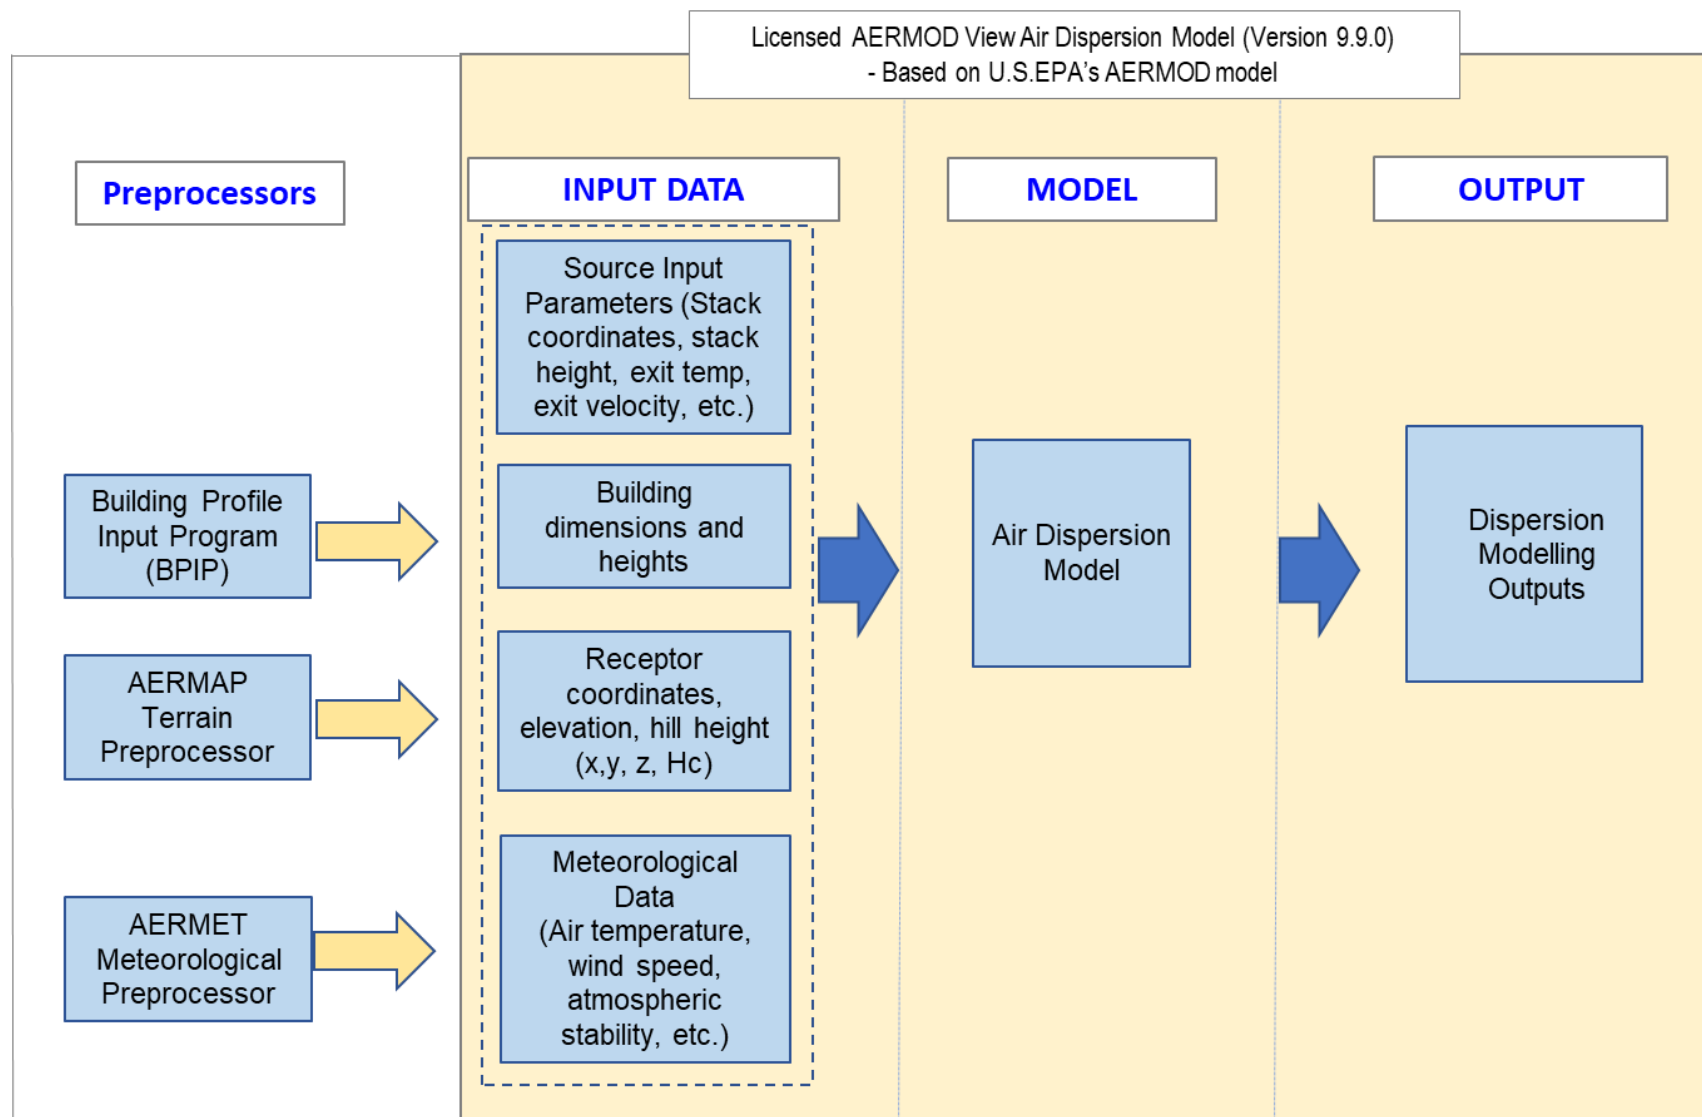 Licensed AERMOD View Air Dispersion Model (Version 9.9.0)
- Based on U.S.EPA's AERMOD model
Preprocessors
INPUT DATA
MODEL
OUTPUT
Source Input
Parameters (Stack
coordinates, stack
height, exit temp,
exit velocity, etc.)
Building Profile
Input Program
(BPIP)
Building
dimensions and
heights
Air Dispersion
Model
Dispersion
Modelling
Outputs
AERMAP
Terrain
Preprocessor
Receptor
coordinates,
elevation, hill height
(x,y, z, Hc)
AERMET
Meteorological
Preprocessor
Meteorological
Data
(Air temperature,
wind speed,
atmospheric
stability, etc.)